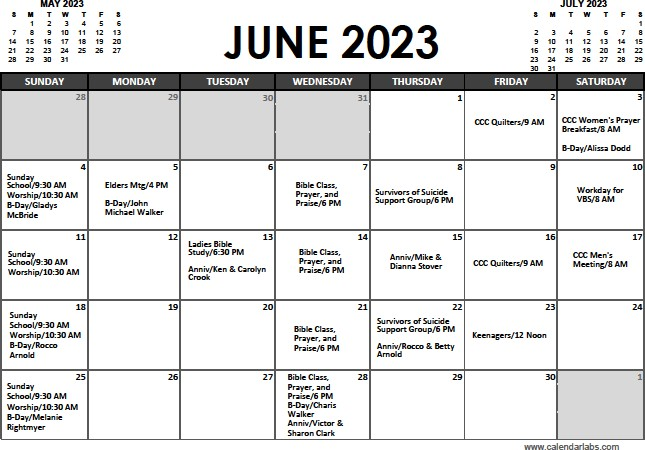 MAY 2023
S M T W T F S
1 2 3 4 5 6
7 8 9 10 11 12 13
14 15 16 17 18 19 20
21 22 23 24 25 26 27
28 29 30 31
JUNE 2023
JULY 2023
S M T W T F S
1
2 3 4 5 6 7 8
9 10 11 12 13 14 15
16 17 18 19 20 21 22
23 24 25 26 27 28 29
30 31
SUNDAY MONDAY TUESDAY WEDNESDAY THURSDAY FRIDAY SATURDAY
28
29
30
31
1
2
CCC Quilters/9 AM
3
CCC Women's Prayer
Breakfast/8 AM
B-Day/Alissa Dodd
4
Sunday
School/9:30 AM
Worship/10:30 AM
B-Day/Gladys
McBride
5
Elders Mtg/4 PM
B-Day/John
Michael Walker
6
7
Bible Class,
Prayer, and
Praise/6 PM
8
Survivors of Suicide
Support Group/6 PM
9
10
Workday for
VBS/8 AM
11
Sunday
School/9:30 AM
Worship/10:30 AM
12
13
Ladies Bible
Study/6:30 PM
Anniv/Ken & Carolyn
Crook
14
Bible Class,
Prayer, and
Praise/6 PM
15
Anniv/Mike &
Dianna Stover
16
CCC Quilters/9 AM
17
CCC Men's
Meeting/8 AM
18
Sunday
School/9:30 AM
Worship/10:30 AM
B-Day/Rocco
Arnold
19
20
21
Bible Class,
Prayer, and
Praise/6 PM
22
Survivors of Suicide
Support Group/6 PM
Anniv/Rocco & Betty
Arnold
23
Keenagers/12 Noon
24
25
Sunday
School/9:30 AM
Worship/10:30 AM
B-Day/Melanie
Rightmyer
26
27
28
Bible Class,
Prayer, and
Praise/6 PM
B-Day/Charis
Walker
Anniv/Victor &
Sharon Clark
29
30
1
www.calendarlabs.com